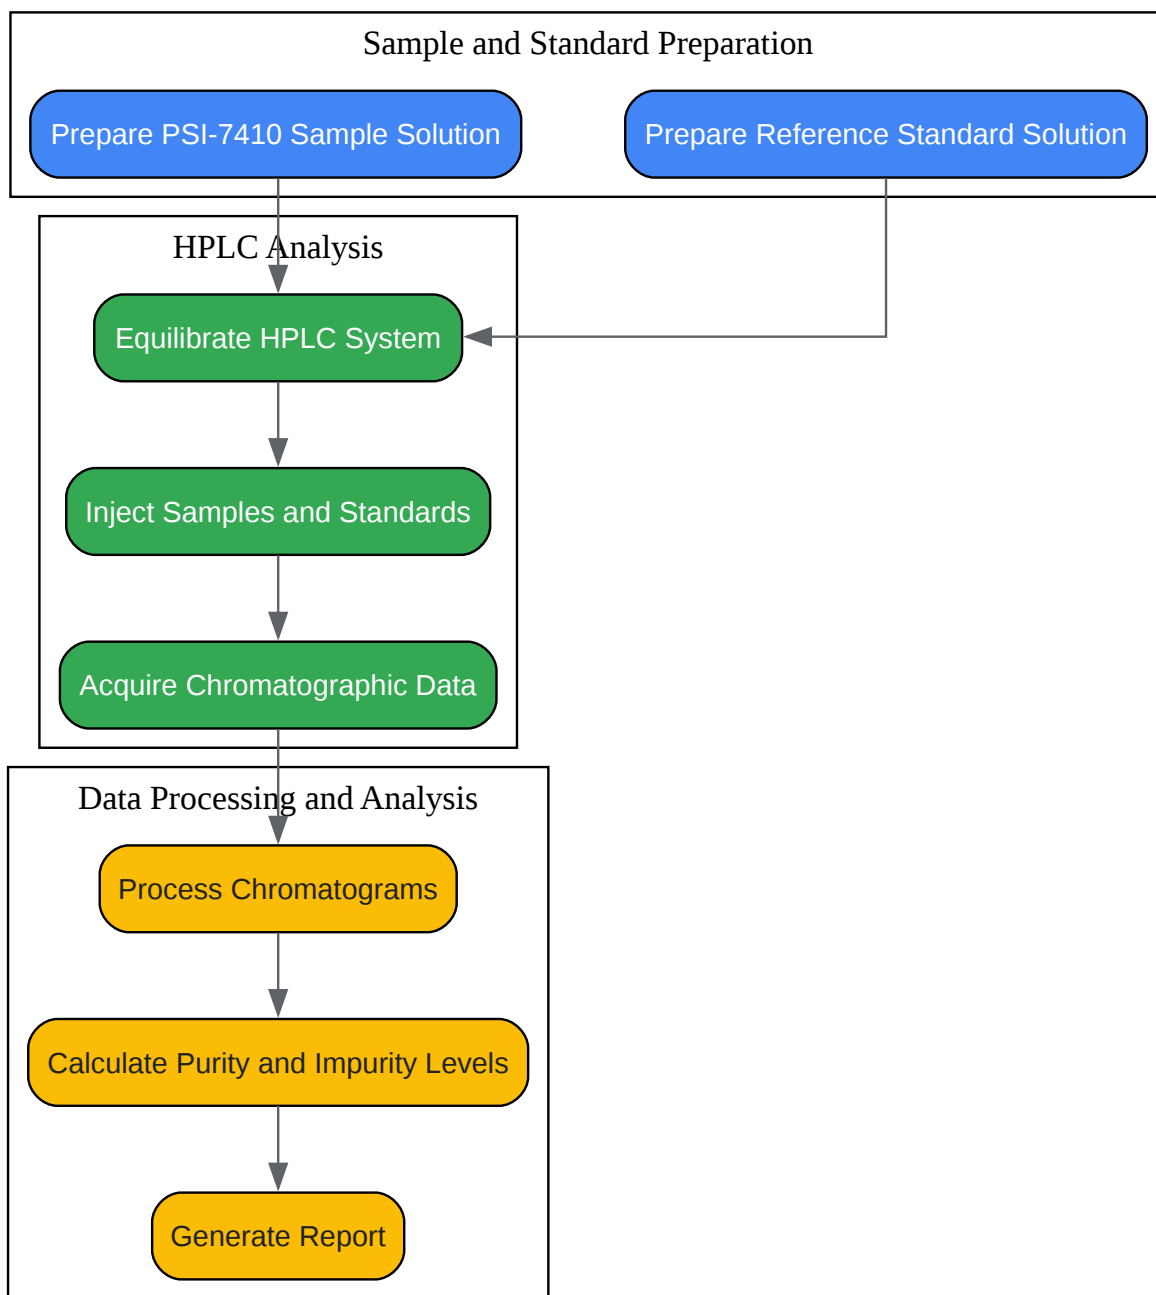 Sample and Standard Preparation
Prepare PSI-7410 Sample Solution
Prepare Reference Standard Solution
HPLC Analysis
Equilibrate HPLC System
Inject Samples and Standards
Acquire Chromatographic Data
Data Processing and Analysis
Process Chromatograms
Calculate Purity and Impurity Levels
Generate Report